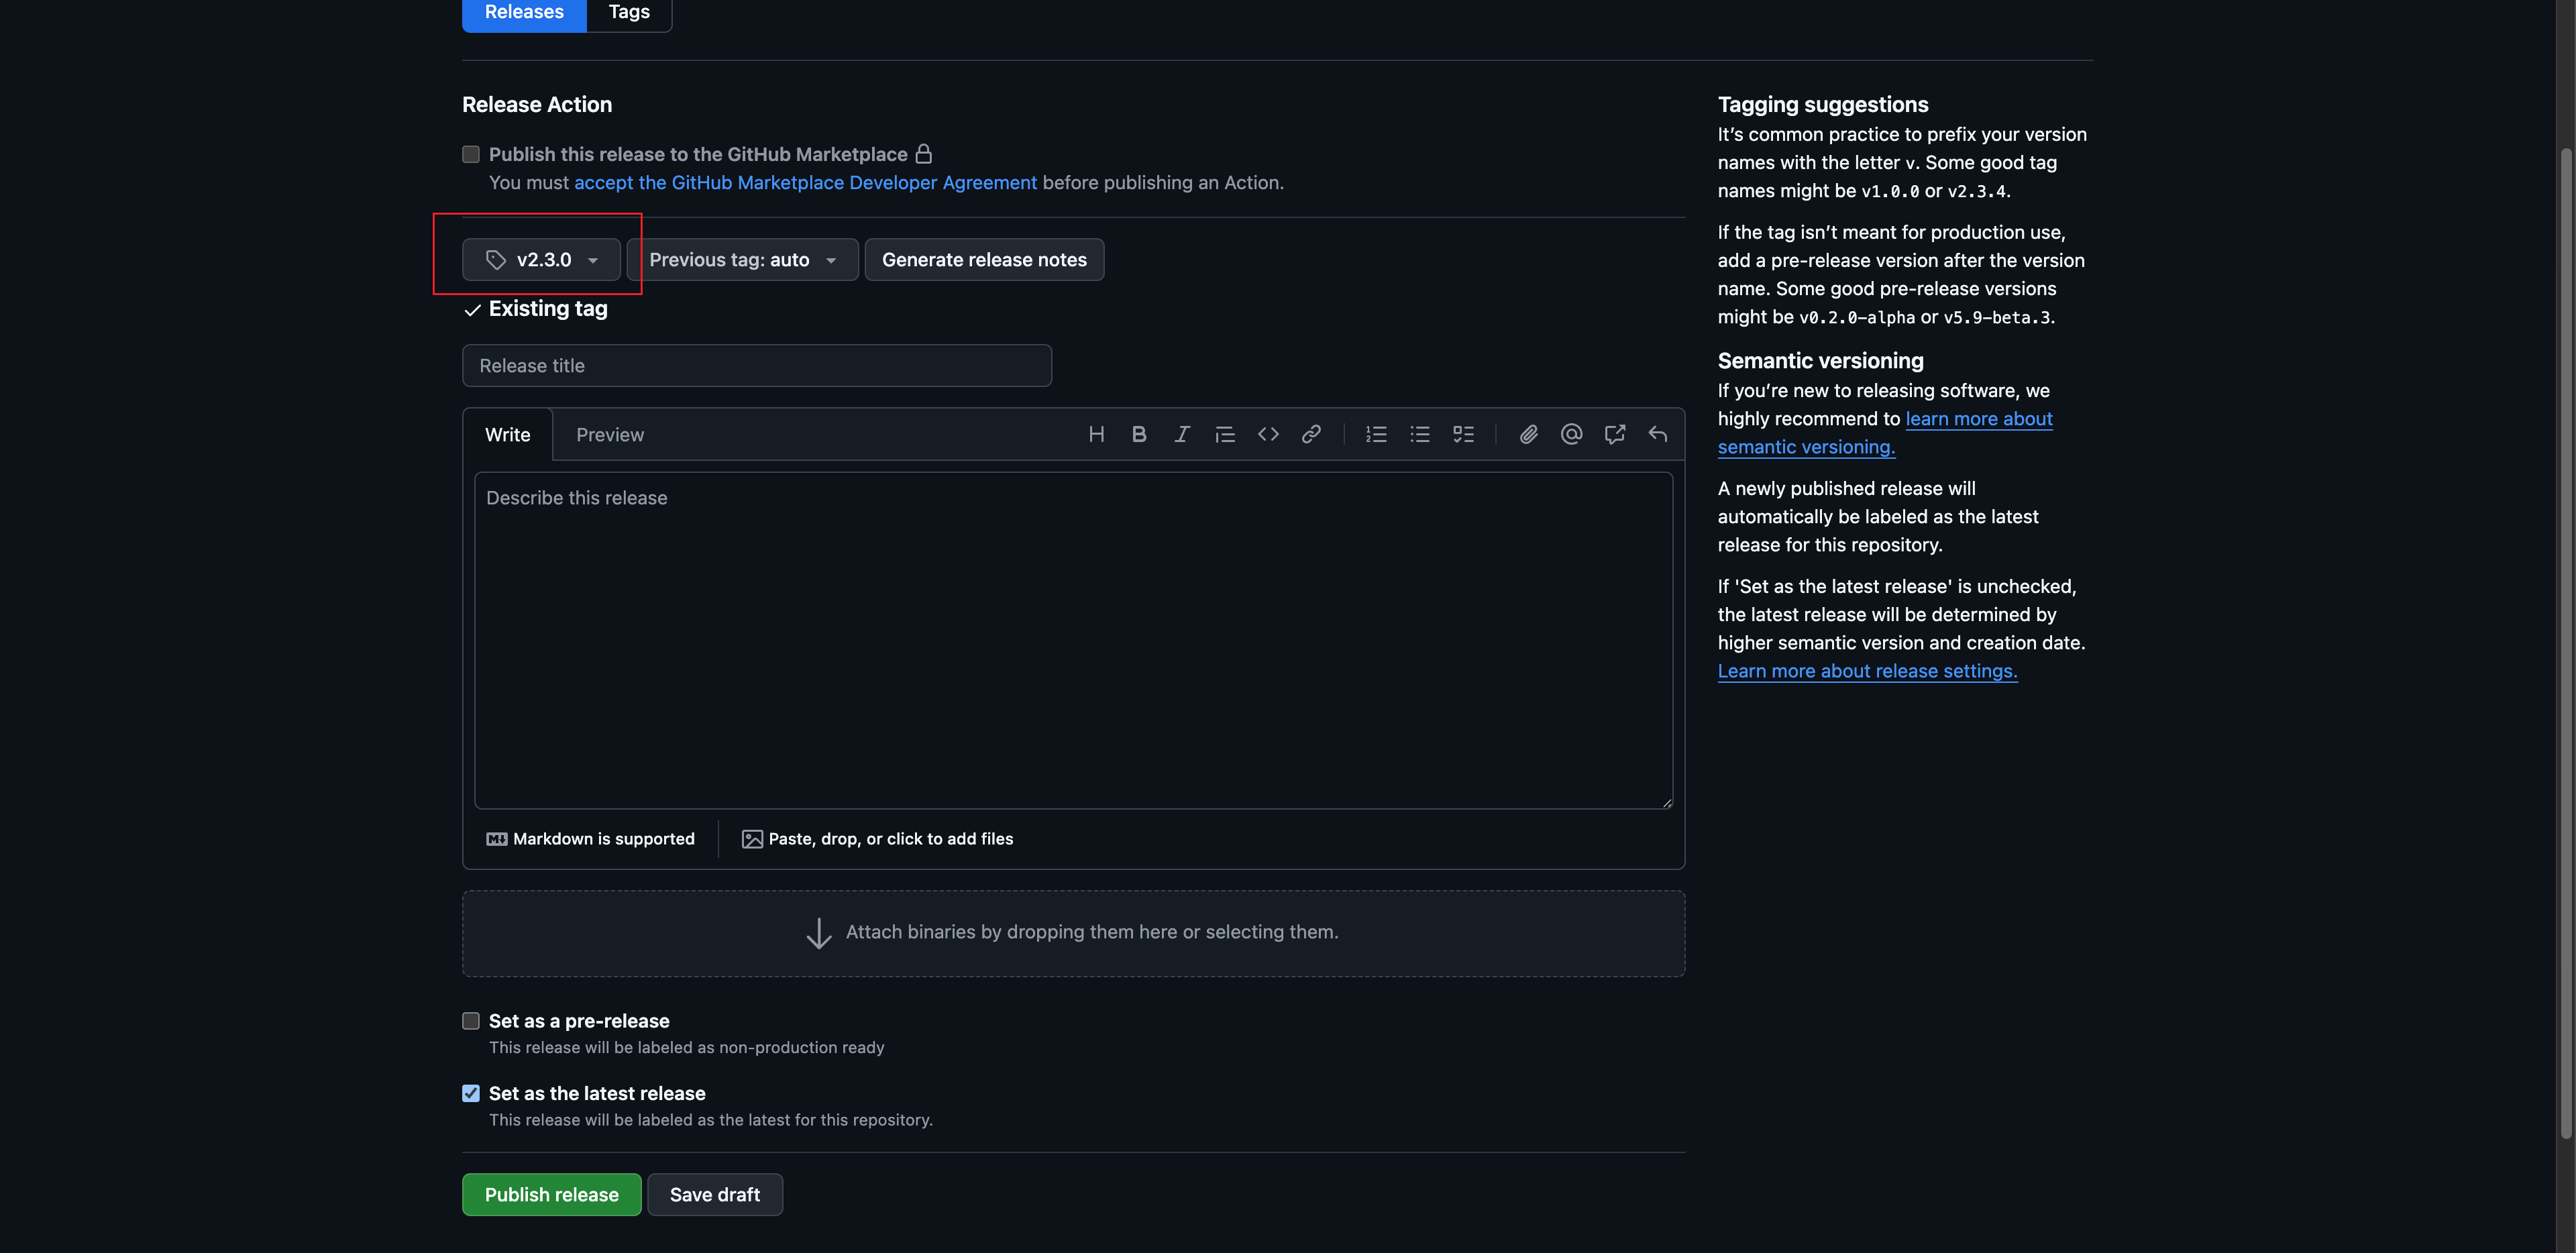 Releases Tags
Release Action
Publish this release to the GitHub Marketplace
You must accept the GitHub Marketplace Developer Agreement before publishing an Action.
v2.3.0 Previous tag: auto Generate release notes
Existing tag
Release title
Write Preview
Describe this release
Markdown is supported Paste, drop, or click to add files
Attach binaries by dropping them here or selecting them.
Set as a pre-release
This release will be labeled as non-production ready
Set as the latest release
This release will be labeled as the latest for this repository.
Publish release Save draft
Tagging suggestions
It’s common practice to prefix your version
names with the letter v. Some good tag
names might be v1.0.0 or v2.3.4.
If the tag isn’t meant for production use,
add a pre-release version after the version
name. Some good pre-release versions
might be v0.2.0-alpha or v5.9-beta.3.
Semantic versioning
If you’re new to releasing software, we
highly recommend to learn more about
semantic versioning.
A newly published release will
automatically be labeled as the latest
release for this repository.
If 'Set as the latest release' is unchecked,
the latest release will be determined by
higher semantic version and creation date.
Learn more about release settings.